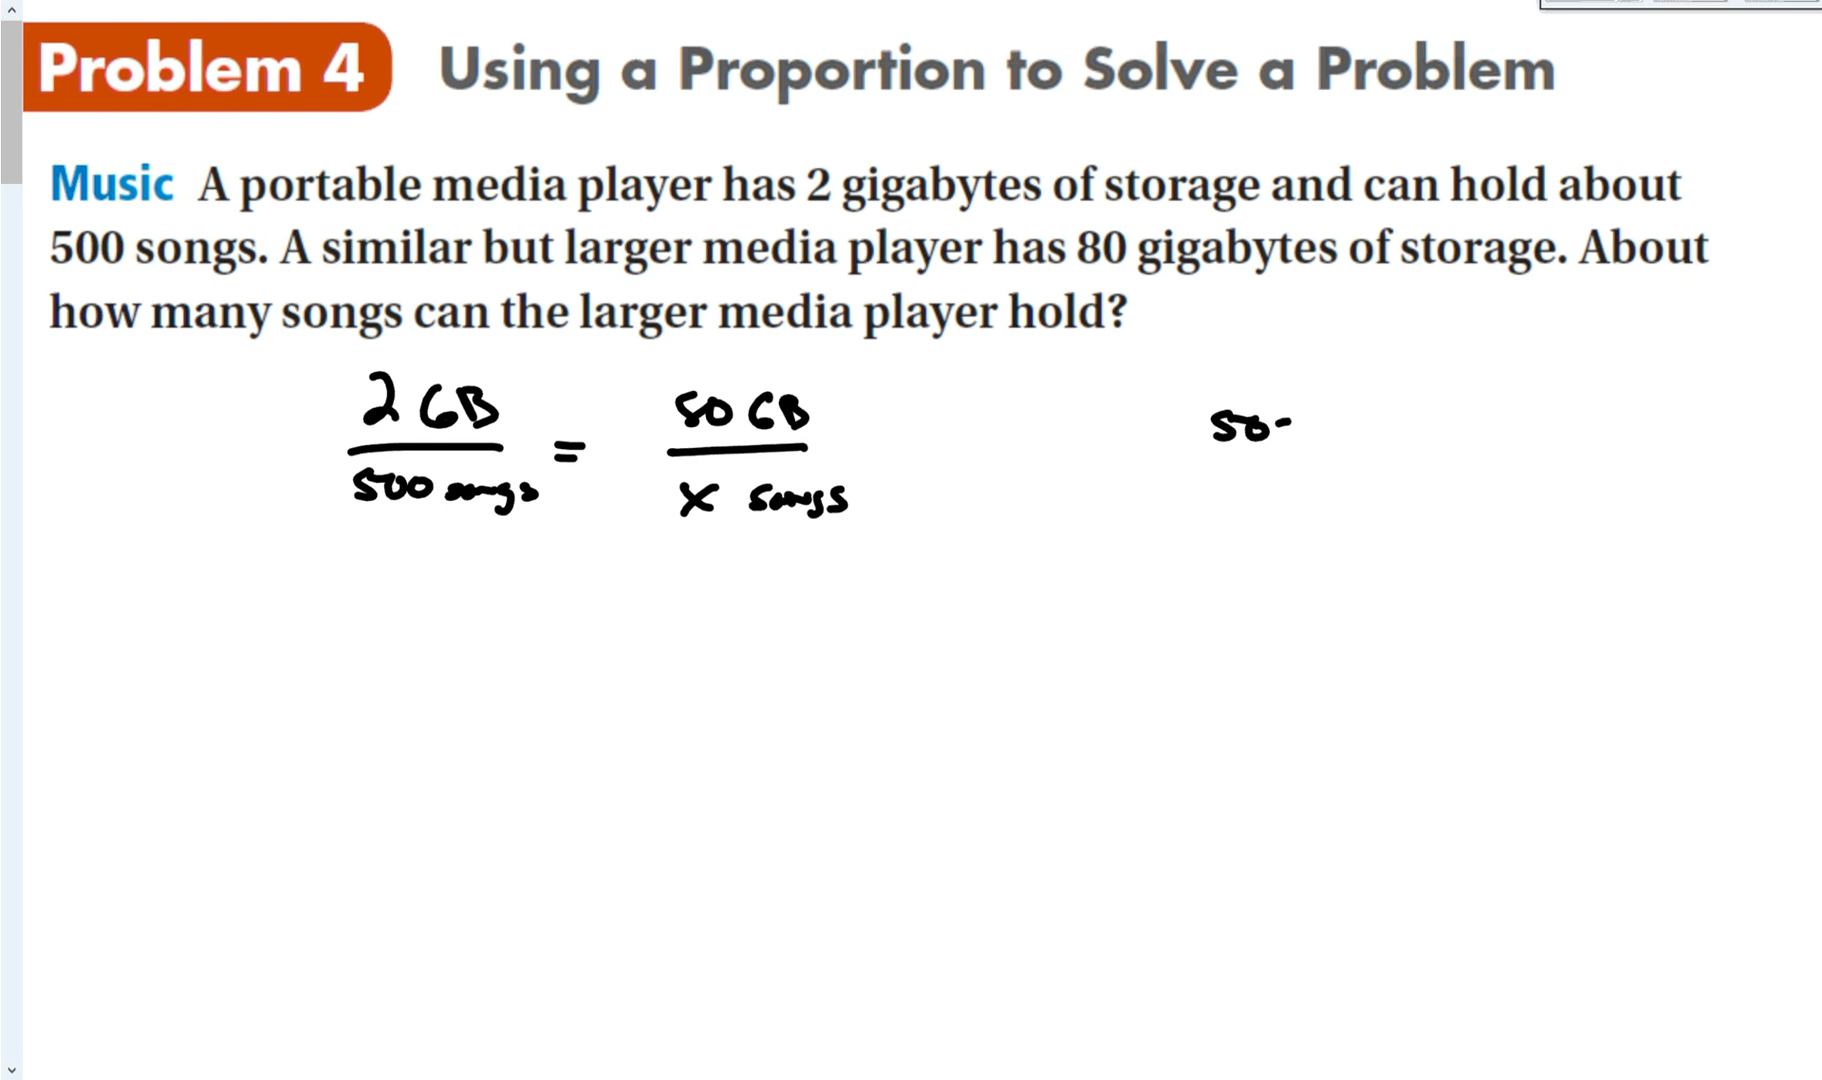 Problem 4 Using a Proportion to Solve a Problem
Music A portable media player has 2 gigabytes of storage and can hold about
500 songs. A similar but larger media player has 80 gigabytes of storage. About
how many songs can the larger media player hold?
2 GB = 80 GB 50-
500 songs x songs